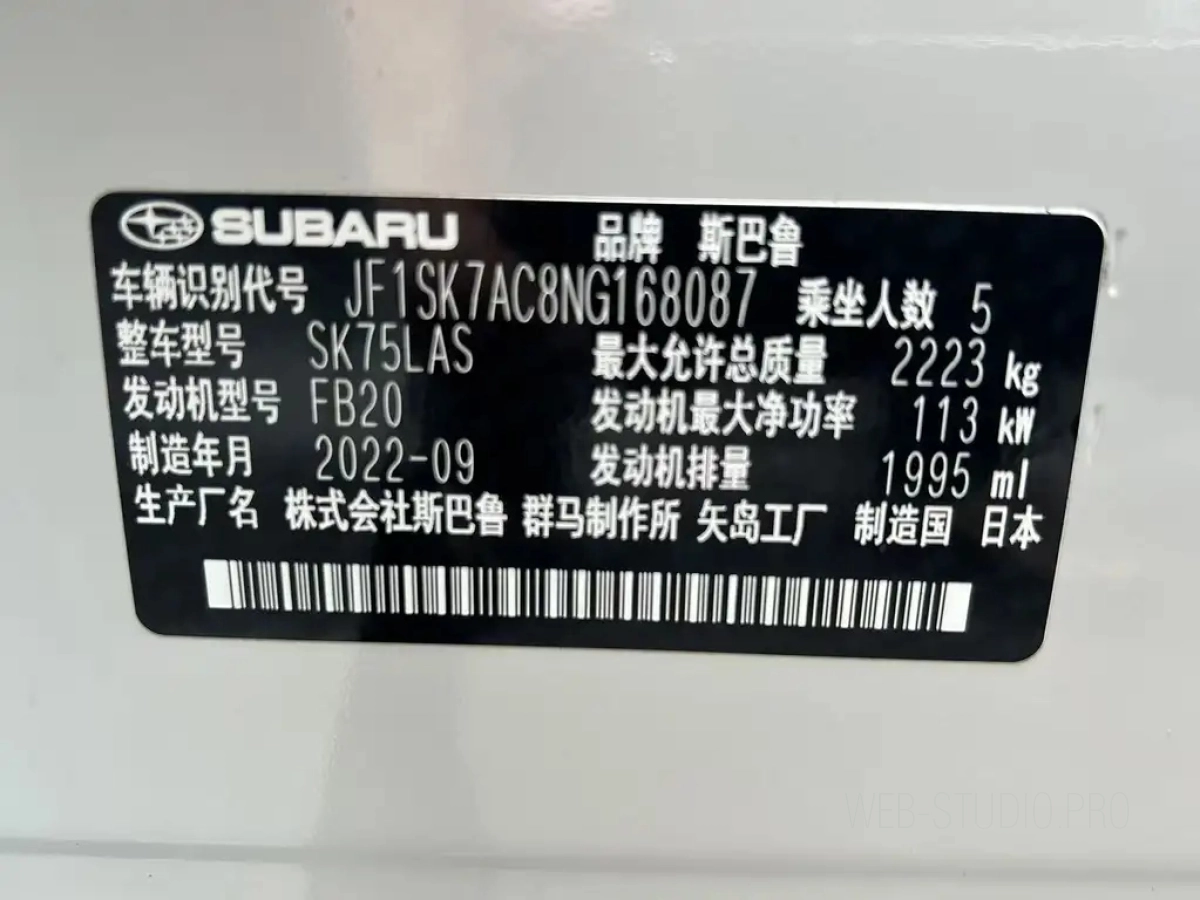 SUBARU 品牌 斯巴鲁
车辆识别代号 JF1SK7AC8NG168087 乘坐人数 5
整车型号 SK75LAS 最大允许总质量 2223 kg
发动机型号 FB20 发动机最大净功率 113 kW
制造年月 2022-09 发动机排量 1995 ml
生产厂名 株式会社斯巴鲁 群马制作所 矢岛工厂 制造国 日本
WEB-STUDIO.PRO